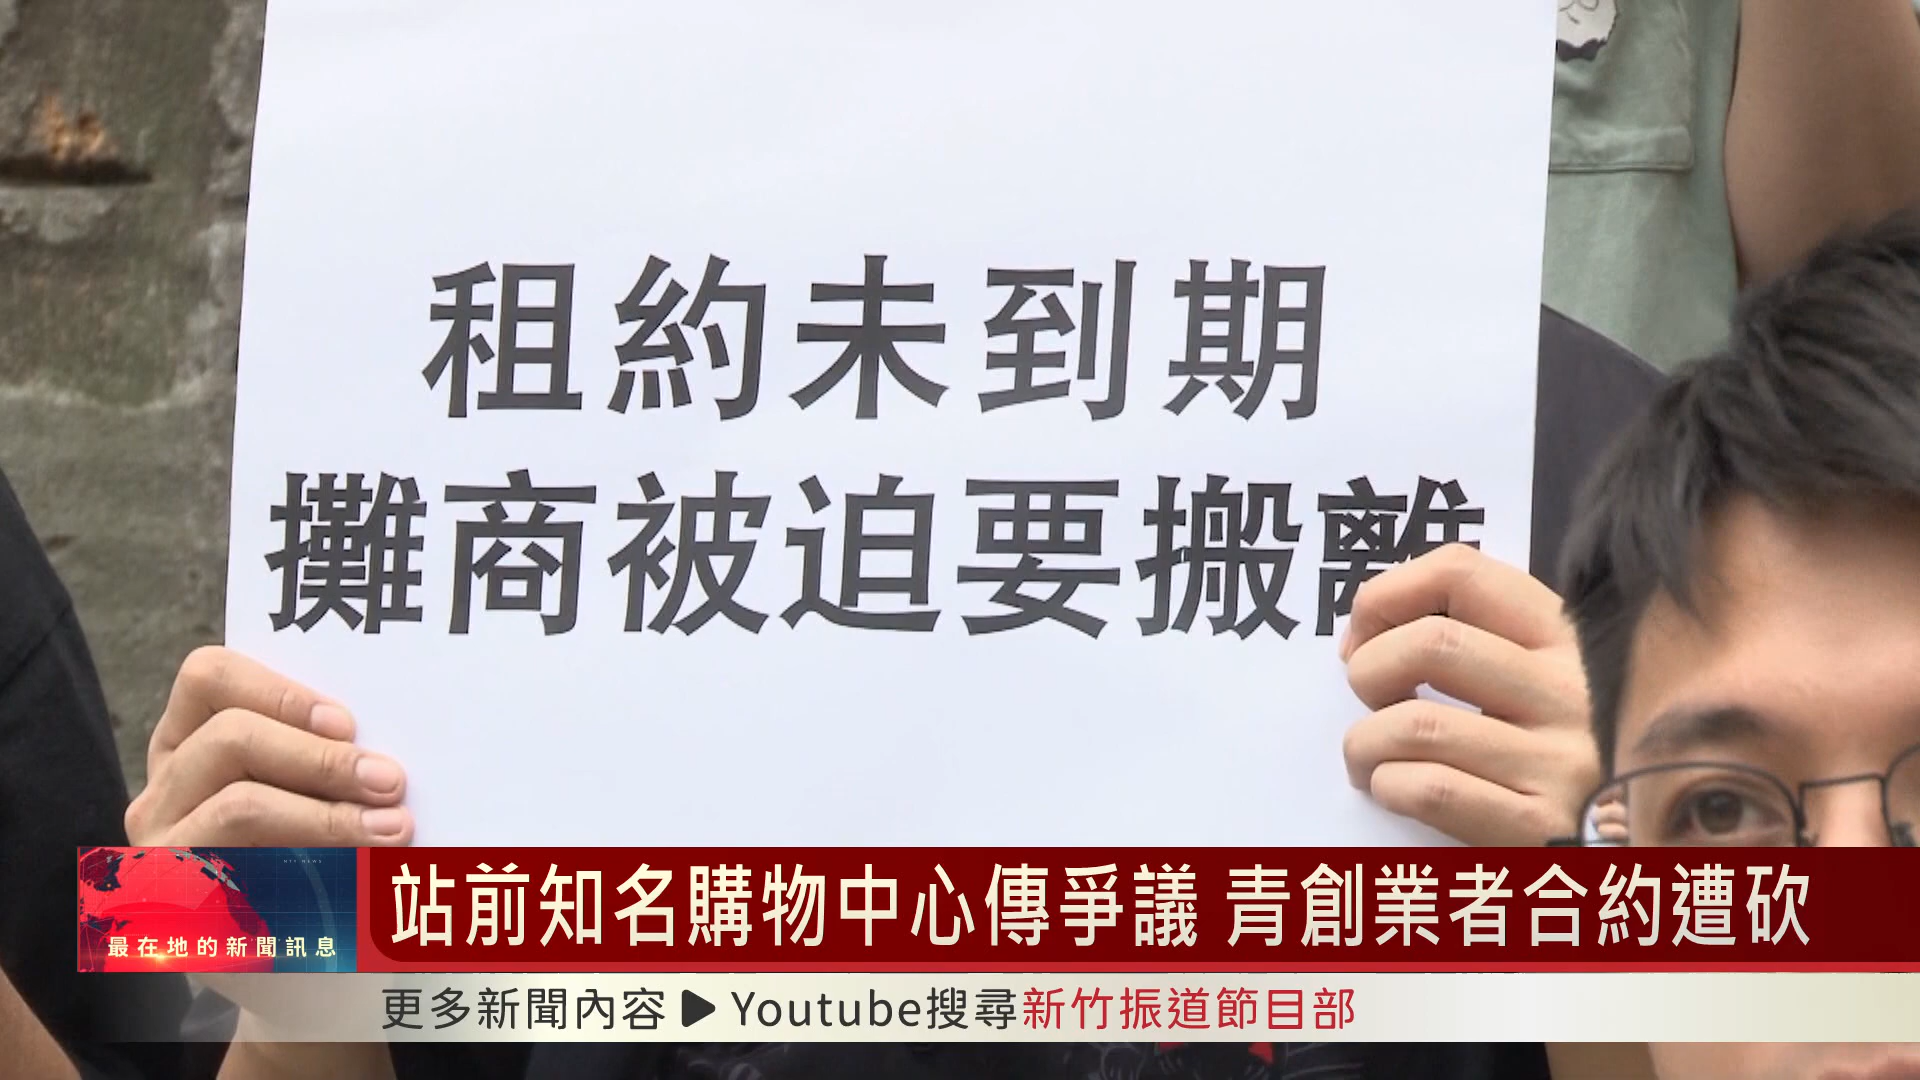 租約未到期
攤商被迫要搬離
站前知名購物中心傳爭議 青創業者合約遭砍
最在地的新聞訊息
更多新聞內容▶Youtube搜尋新竹振道節目部